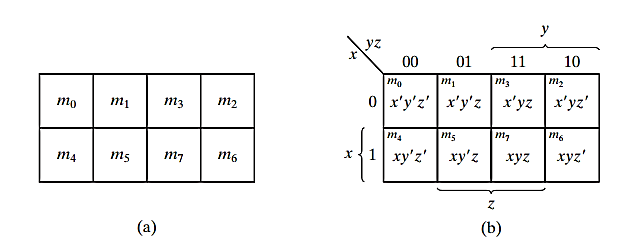 m0 m1 m3 m2
m4 m5 m7 m6
(a)
y
yz
x
00 01 11 10
m0 m1 m3 m2
0 x'y'z' x'y'z x'yz x'yz'
m4 m5 m7 m6
x 1 xy'z' xy'z xyz xyz'
z
(b)